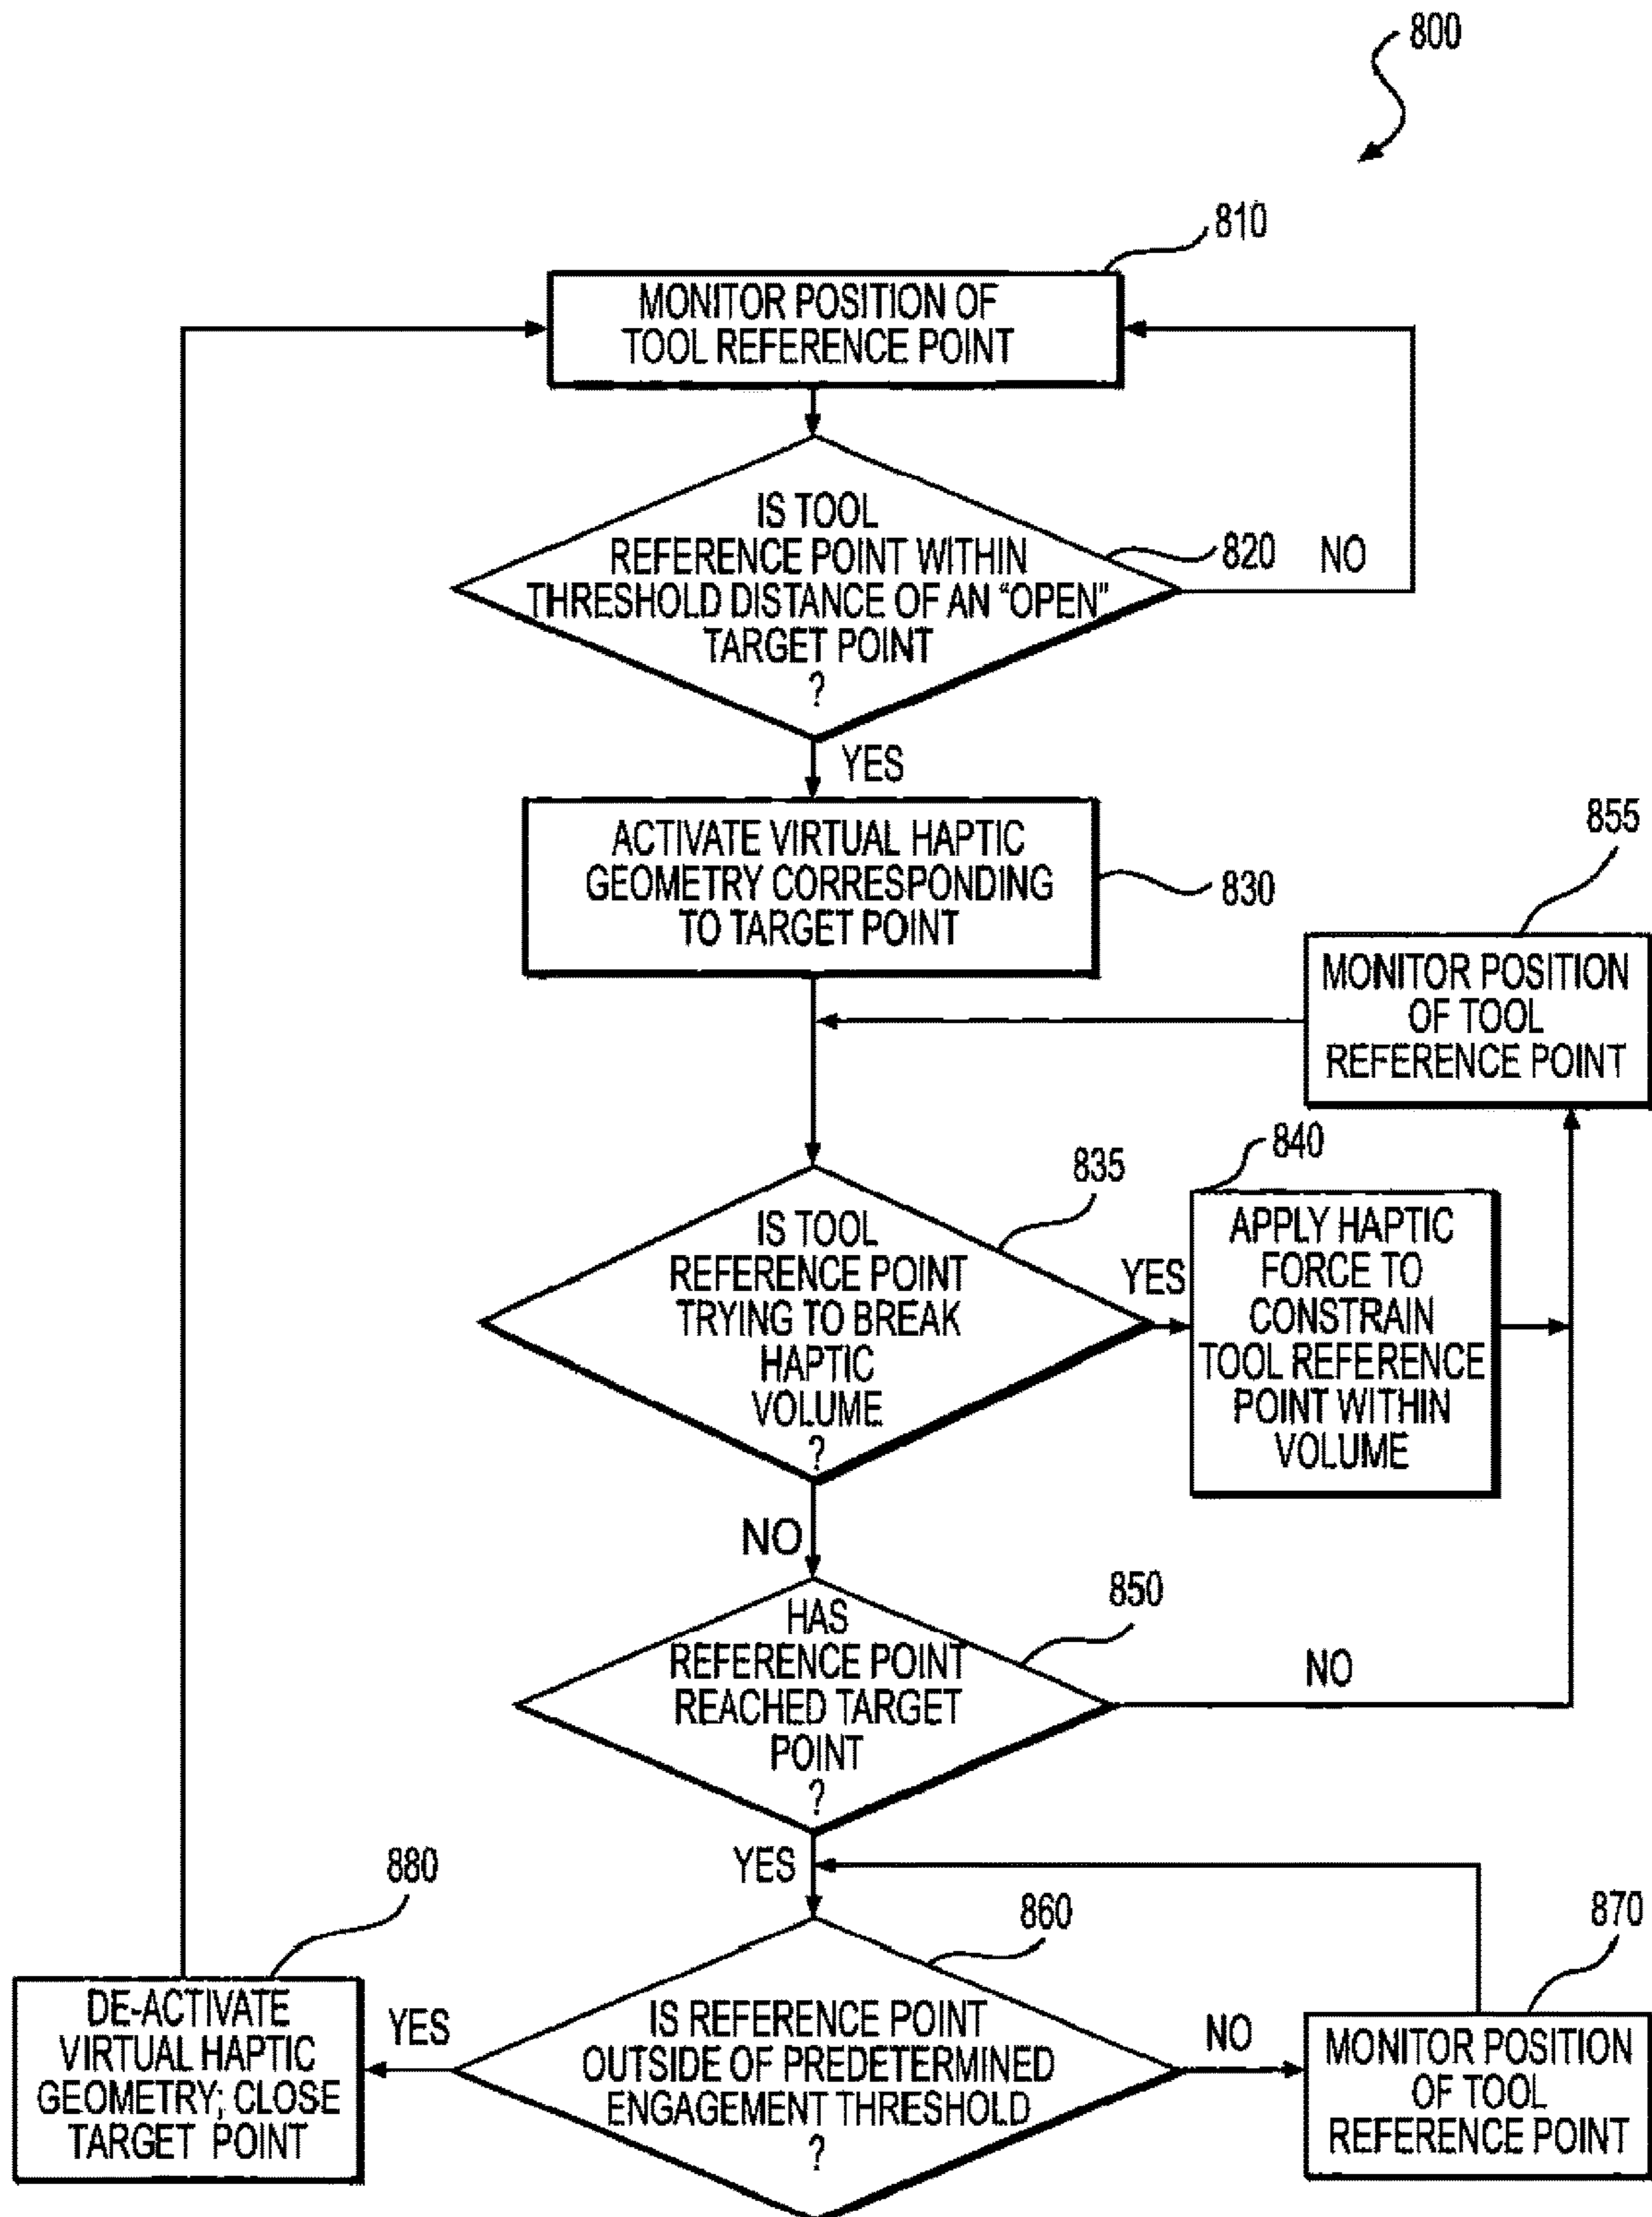 800
810
MONITOR POSITION OF
TOOL REFERENCE POINT
IS TOOL
REFERENCE POINT WITHIN
THRESHOLD DISTANCE OF AN “OPEN”
TARGET POINT
?
820
NO
YES
ACTIVATE VIRTUAL HAPTIC
GEOMETRY CORRESPONDING
TO TARGET POINT
830
855
MONITOR POSITION
OF TOOL
REFERENCE POINT
835
IS TOOL
REFERENCE POINT
TRYING TO BREAK
HAPTIC
VOLUME
?
YES
840
APPLY HAPTIC
FORCE TO
CONSTRAIN
TOOL REFERENCE
POINT WITHIN
VOLUME
NO
850
HAS
REFERENCE POINT
REACHED TARGET
POINT
?
NO
YES
860
IS REFERENCE POINT
OUTSIDE OF PREDETERMINED
ENGAGEMENT THRESHOLD
?
NO
870
MONITOR POSITION
OF TOOL
REFERENCE POINT
YES
880
DE-ACTIVATE
VIRTUAL HAPTIC
GEOMETRY; CLOSE
TARGET POINT